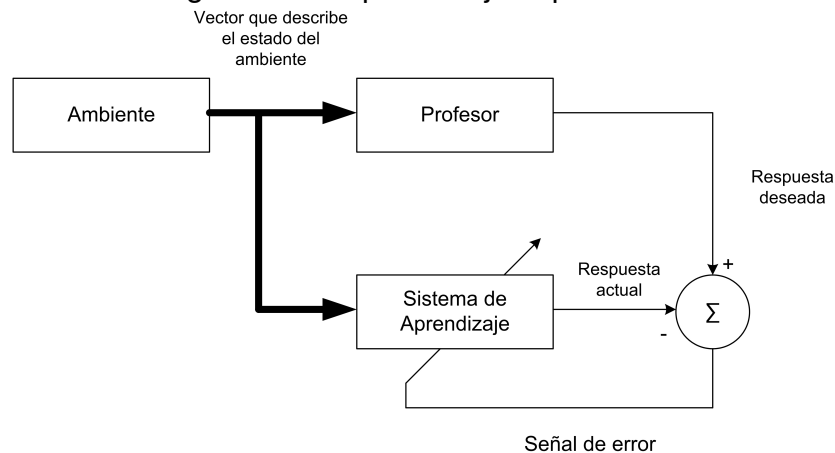 Vector que describe
el estado del
ambiente
Ambiente
Profesor
Respuesta
deseada
Sistema de
Aprendizaje
Respuesta
actual
+
Σ
-
Señal de error